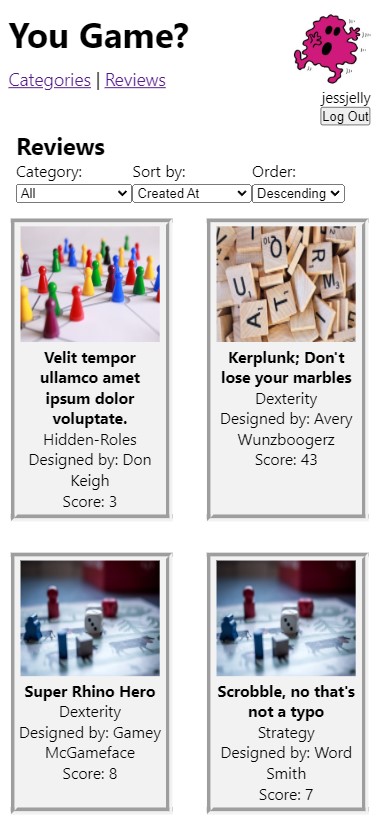 You Game?
Categories | Reviews
jessjelly
Log Out
Reviews
Category: Sort by: Order:
All Created At Descending
Velit tempor
ullamco amet
ipsum dolor
voluptate.
Hidden-Roles
Designed by: Don
Keigh
Score: 3
O
R
U
T
M
A
Kerplunk; Don't
lose your marbles
Dexterity
Designed by: Avery
Wunzboogerz
Score: 43
Super Rhino Hero
Dexterity
Designed by: Gamey
McGameface
Score: 8
Scrobble, no that's
not a typo
Strategy
Designed by: Word
Smith
Score: 7